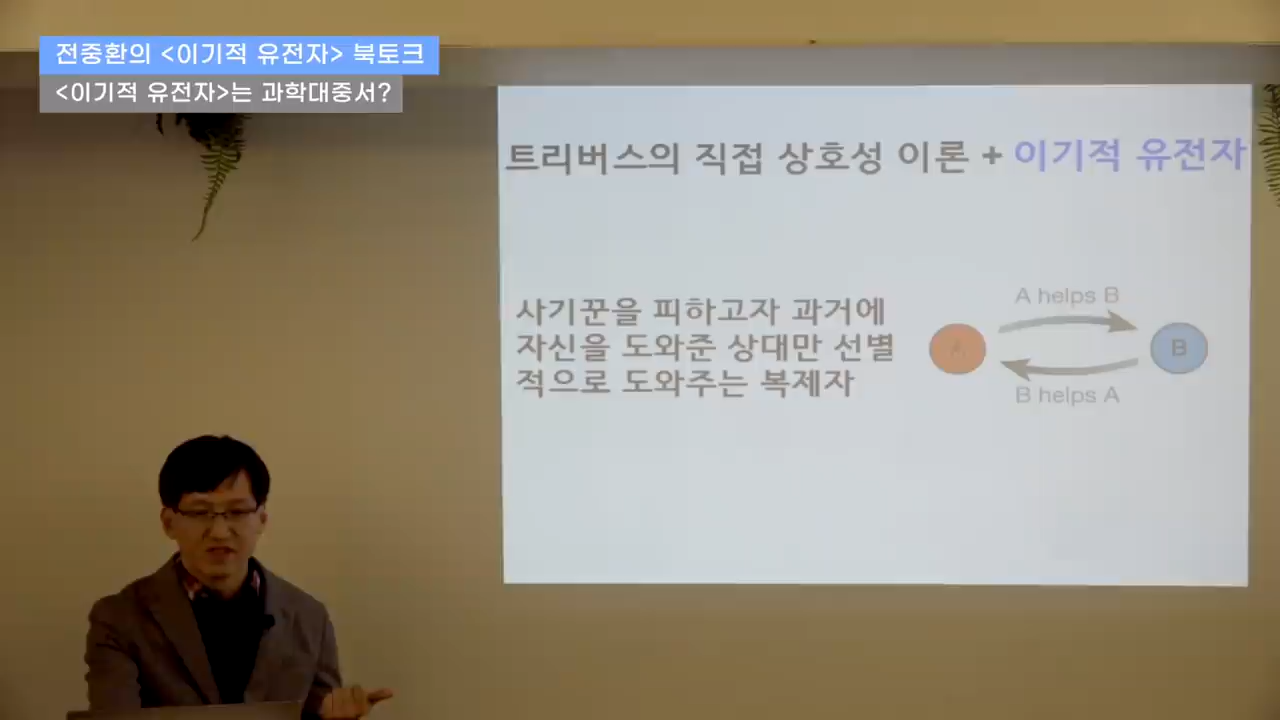 전중환의 <이기적 유전자> 북토크
<이기적 유전자>는 과학대중서?
트리버스의 직접 상호성 이론 + 이기적 유전자
사기꾼을 피하고자 과거에
자신을 도와준 상대만 선별
적으로 도와주는 복제자
A helps B
A
B
B helps A